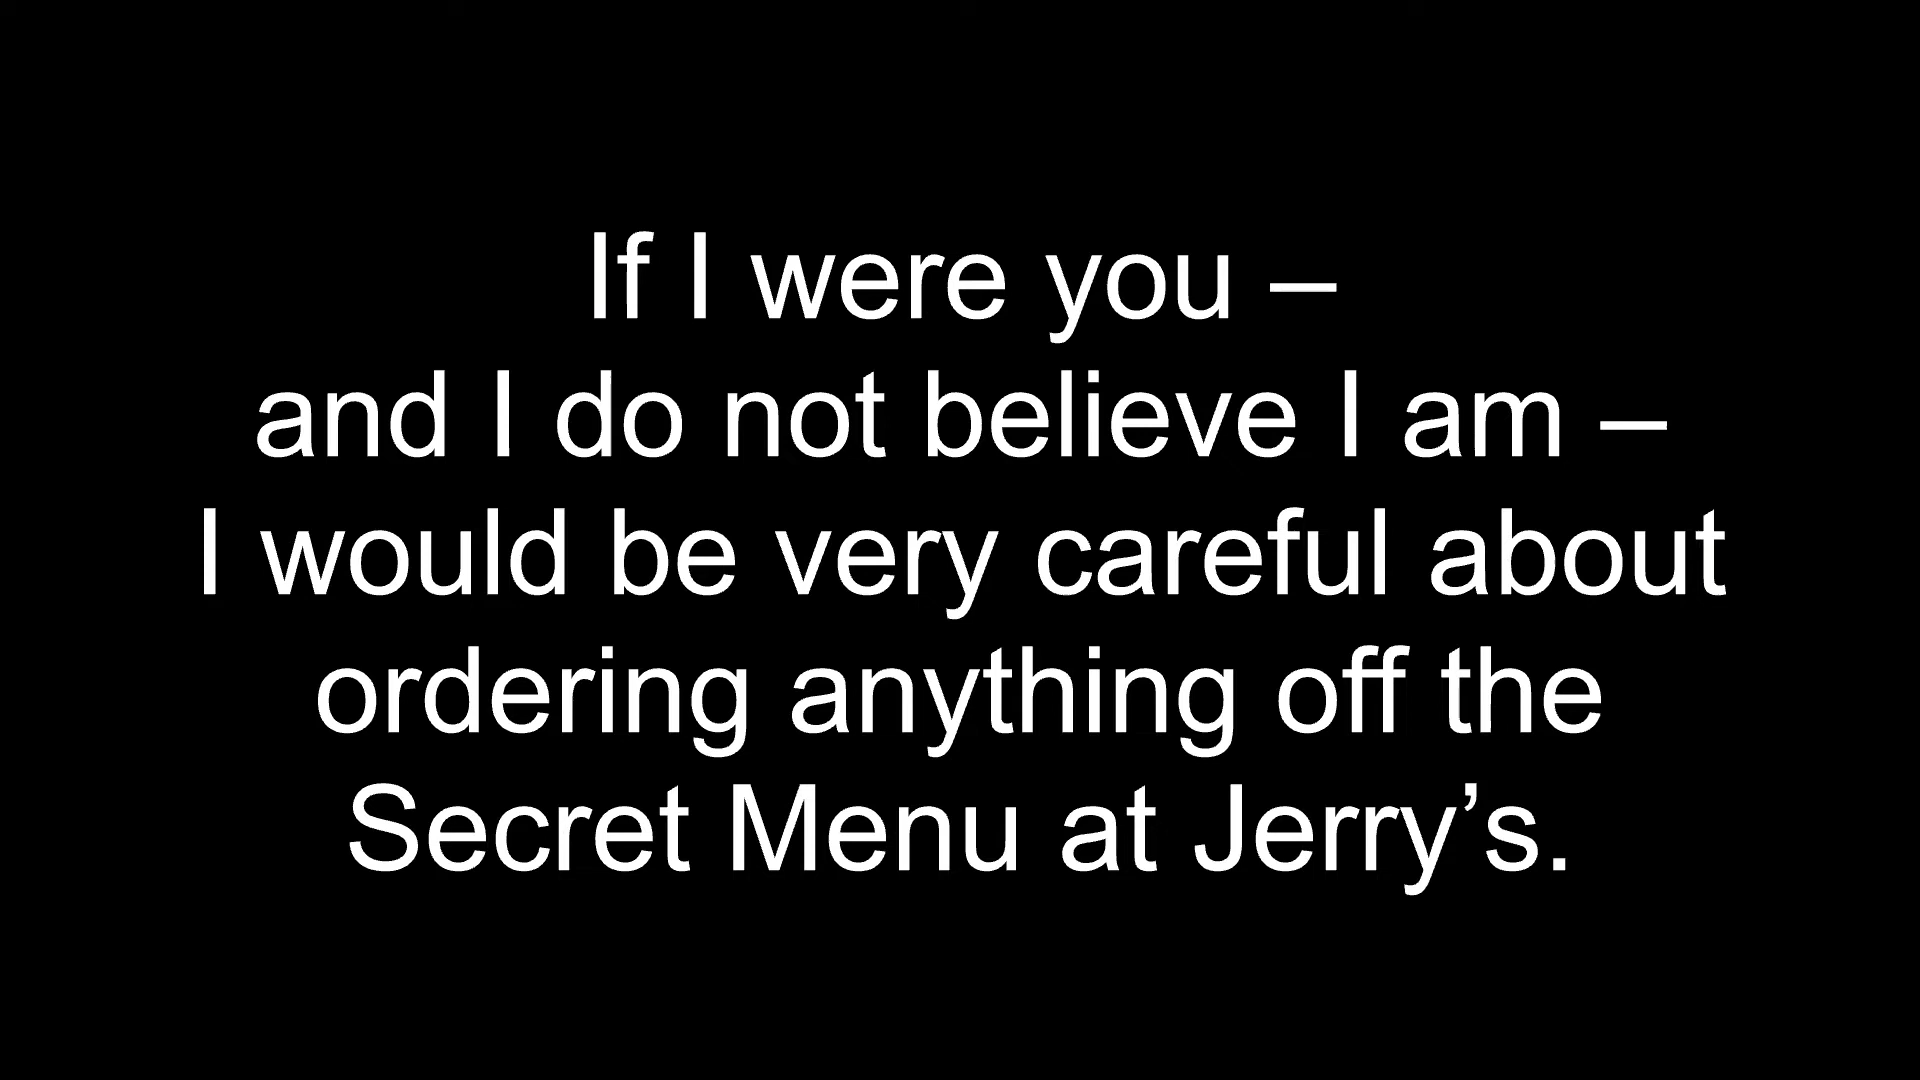 If I were you –
and I do not believe I am –
I would be very careful about
ordering anything off the
Secret Menu at Jerry’s.